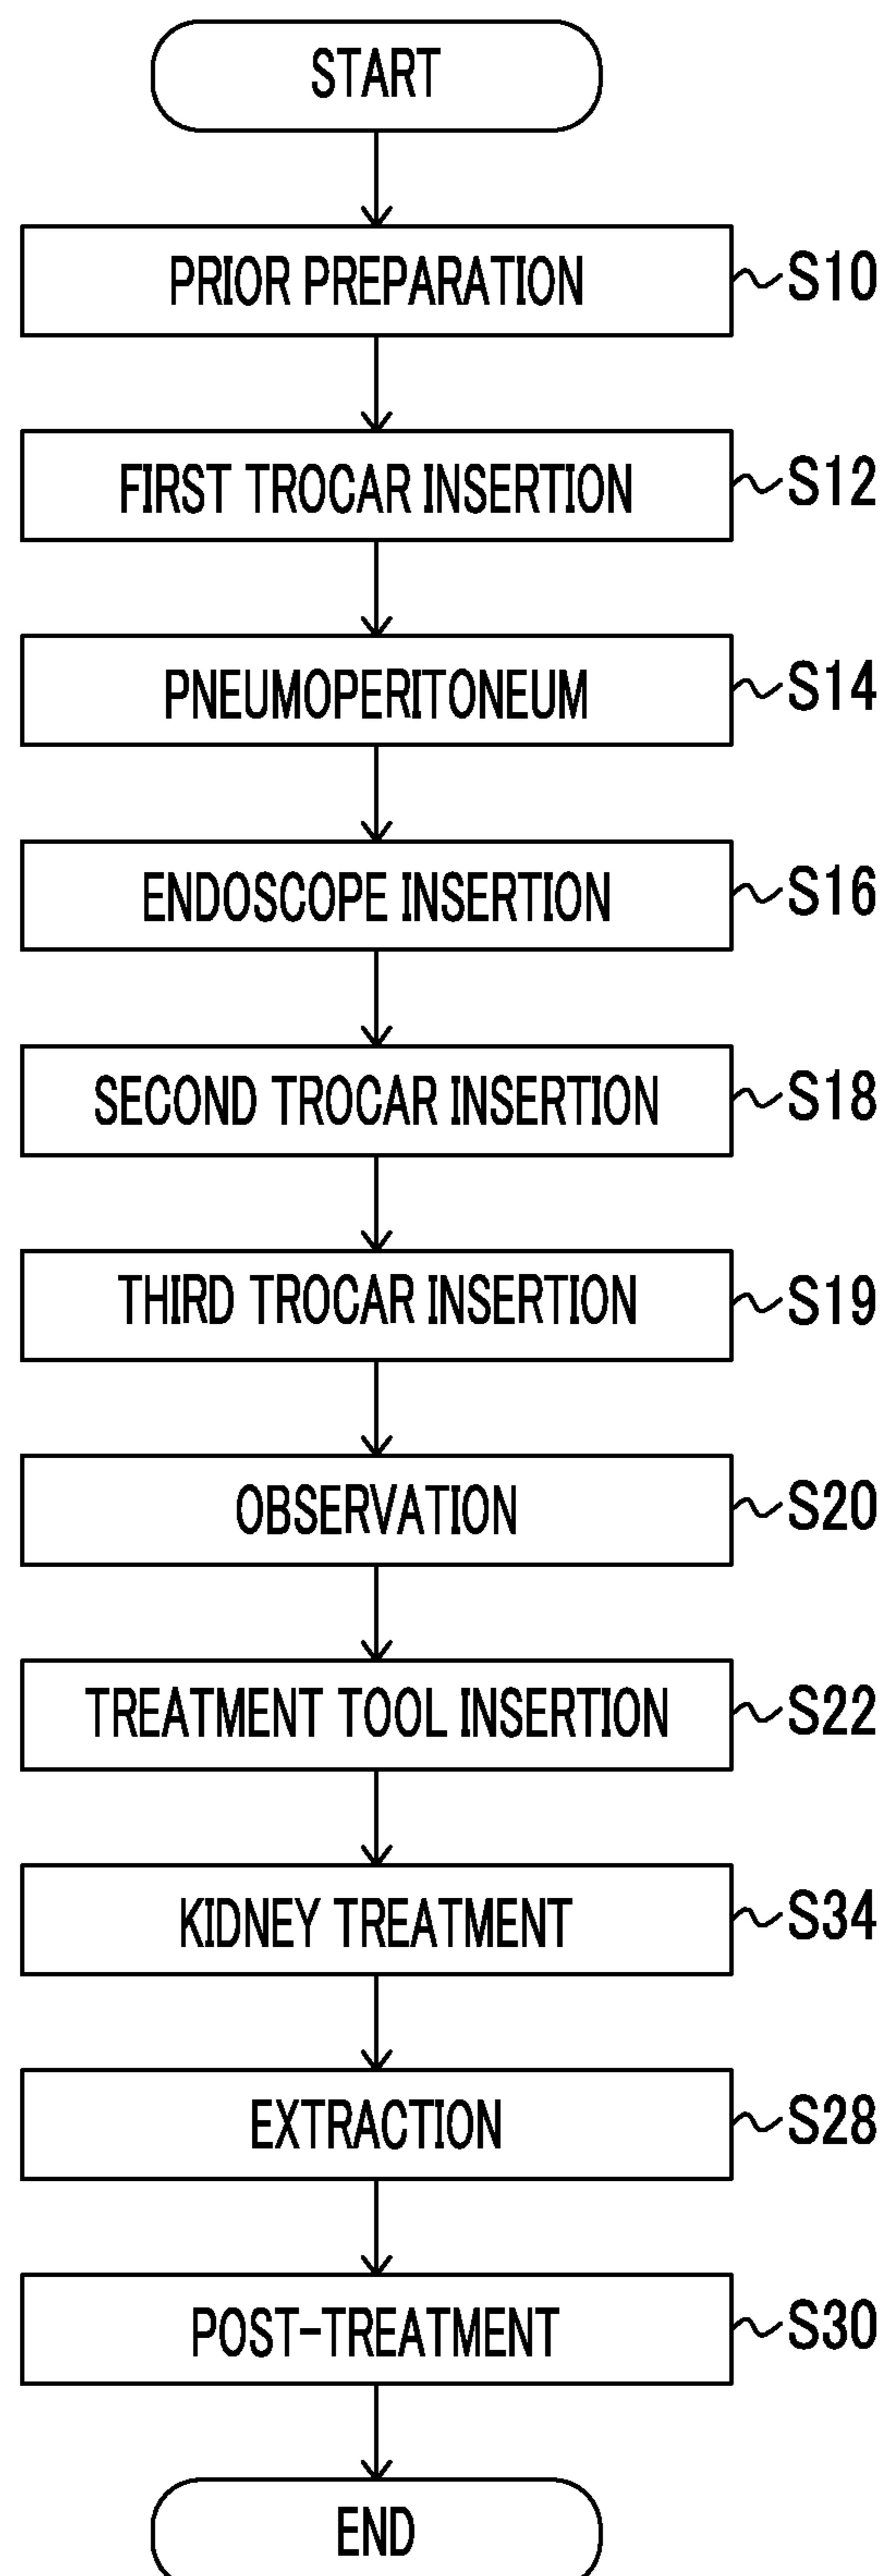 START
PRIOR PREPARATION
S10
FIRST TROCAR INSERTION
S12
PNEUMOPERITONEUM
S14
ENDOSCOPE INSERTION
S16
SECOND TROCAR INSERTION
S18
THIRD TROCAR INSERTION
S19
OBSERVATION
S20
TREATMENT TOOL INSERTION
S22
KIDNEY TREATMENT
S34
EXTRACTION
S28
POST-TREATMENT
S30
END